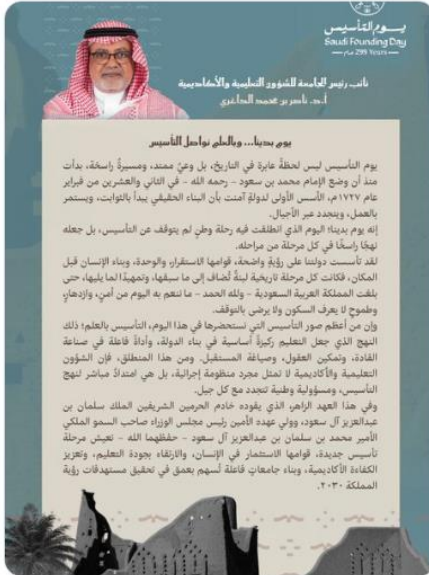 يــوم التأسيس
Saudi Founding Day
299 Years — عام
نائب رئيس الجامعة للشؤون التعليمية والأكاديمية
أ.د. ناصر بن محمد الداغري
يوم بدينا... وبالعلم نواصل التأسيس
يوم التأسيس ليس لحظةً عابرة في التاريخ، بل وعيٌ ممتد، ومسيرةٌ راسخة، بدأت
منذ أن وضع الإمام محمد بن سعود – رحمه الله – في الثاني والعشرين من فبراير
عام ١٧٢٧م، الأسس الأولى لدولةٍ آمنت بأن البناء الحقيقي يبدأ بالثوابت، ويستمر
بالعمل، ويتجدد عبر الأجيال.
إنه يوم بدينا؛ اليوم الذي انطلقت فيه رحلة وطنٍ لم يتوقف عن التأسيس، بل جعله
نهجًا راسخًا في كل مرحلة من مراحله.
لقد تأسست دولتنا على رؤيةٍ واضحة، قوامها الاستقرار، والوحدة، وبناء الإنسان قبل
المكان، فكانت كل مرحلة تاريخية لبنةً تُضاف إلى ما سبقها، وتمهيدًا لما يليها، حتى
بلغت المملكة العربية السعودية – ولله الحمد – ما ننعم به اليوم من أمنٍ، وازدهارٍ،
وطموحٍ لا يعرف السكون ولا يرضى بالتوقف.
وإن من أعظم صور التأسيس التي نستحضرها في هذا اليوم، التأسيس بالعلم؛ ذلك
النهج الذي جعل التعليم ركيزةً أساسية في بناء الدولة، وأداةً فاعلة في صناعة
القادة، وتمكين العقول، وصياغة المستقبل. ومن هذا المنطلق، فإن الشؤون
التعليمية والأكاديمية لا تمثل مجرد منظومة إجرائية، بل هي امتدادٌ مباشر لنهج
التأسيس، ومسؤولية وطنية تتجدد مع كل جيل.
وفي هذا العهد الزاهر، الذي يقوده خادم الحرمين الشريفين الملك سلمان بن
عبدالعزيز آل سعود، وولي عهده الأمين رئيس مجلس الوزراء صاحب السمو الملكي
الأمير محمد بن سلمان بن عبدالعزيز آل سعود – حفظهما الله – نعيش مرحلة
تأسيس جديدة، قوامها الاستثمار في الإنسان، والارتقاء بجودة التعليم، وتعزيز
الكفاءة الأكاديمية، وبناء جامعاتٍ فاعلة تُسهم بعمق في تحقيق مستهدفات رؤية
المملكة ٢٠٣٠.